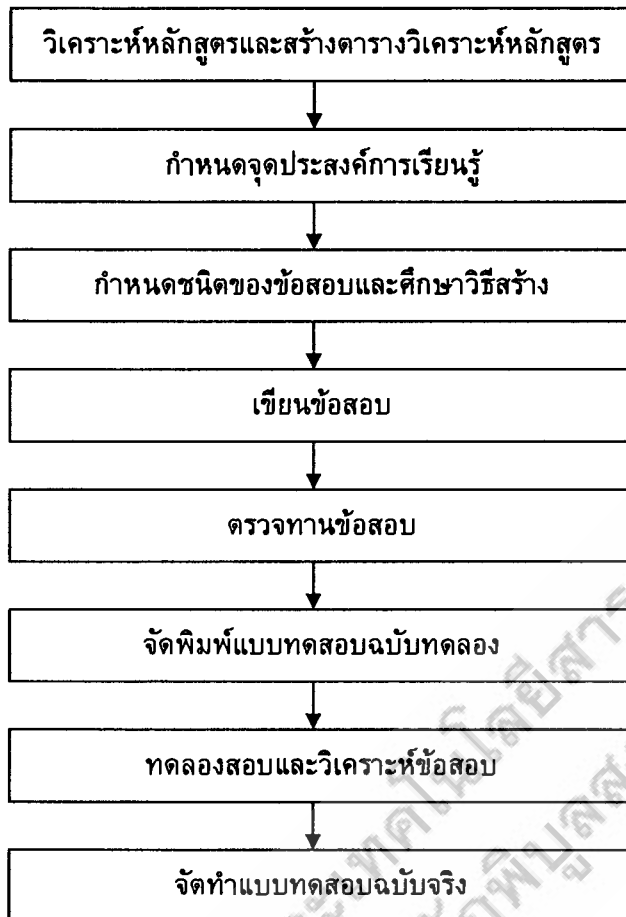 วิเคราะห์หลักสูตรและสร้างตารางวิเคราะห์หลักสูตร
กำหนดจุดประสงค์การเรียนรู้
กำหนดชนิดของข้อสอบและศึกษาวิธีสร้าง
เขียนข้อสอบ
ตรวจทานข้อสอบ
จัดพิมพ์แบบทดสอบฉบับทดลอง
ทดลองสอบและวิเคราะห์ข้อสอบ
จัดทำแบบทดสอบฉบับจริง